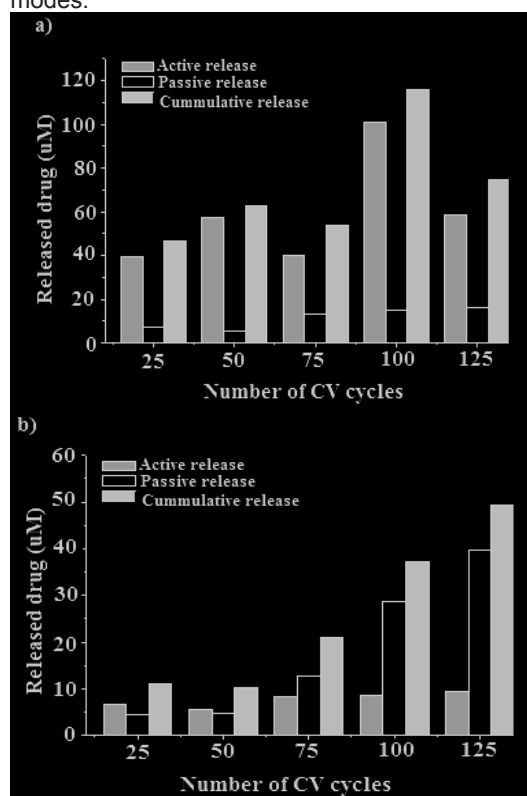 modes.
a)
Active release
Passive release
Cummulative release
120
100
80
60
40
20
0
Released drug (uM)
25 50 75 100 125
Number of CV cycles
b)
Active release
Passive release
Cummulative release
60
50
40
30
20
10
0
Released drug (uM)
25 50 75 100 125
Number of CV cycles